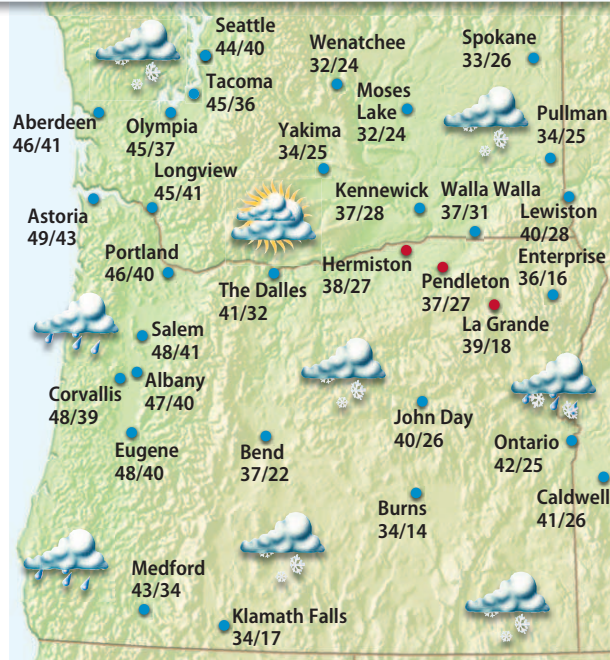 Seattle
44/40
Wenatchee
32/24
Spokane
33/26
Tacoma
45/36
Moses
Lake
32/24
Aberdeen
46/41
Olympia
45/37
Pullman
34/25
Yakima
34/25
Longview
45/41
Kennewick
37/28
Walla Walla
37/31
Lewiston
40/28
Astoria
49/43
Portland
46/40
The Dalles
41/32
Hermiston
38/27
Pendleton
37/27
Enterprise
36/16
La Grande
39/18
Salem
48/41
Corvallis
48/39
Albany
47/40
John Day
40/26
Eugene
48/40
Bend
37/22
Ontario
42/25
Burns
34/14
Caldwell
41/26
Medford
43/34
Klamath Falls
34/17